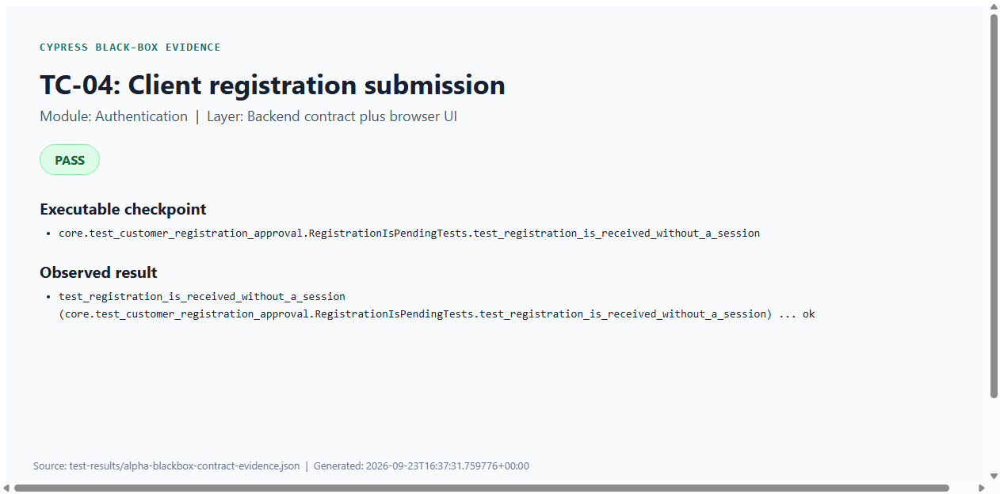 CYPRESS BLACK-BOX EVIDENCE
TC-04: Client registration submission
Module: Authentication | Layer: Backend contract plus browser UI
PASS
Executable checkpoint
• core.test_customer_registration_approval.RegistrationIsPendingTests.test_registration_is_received_without_a_session
Observed result
• test_registration_is_received_without_a_session
(core.test_customer_registration_approval.RegistrationIsPendingTests.test_registration_is_received_without_a_session) ... ok
Source: test-results/alpha-blackbox-contract-evidence.json | Generated: 2026-09-23T16:37:31.759776+00:00